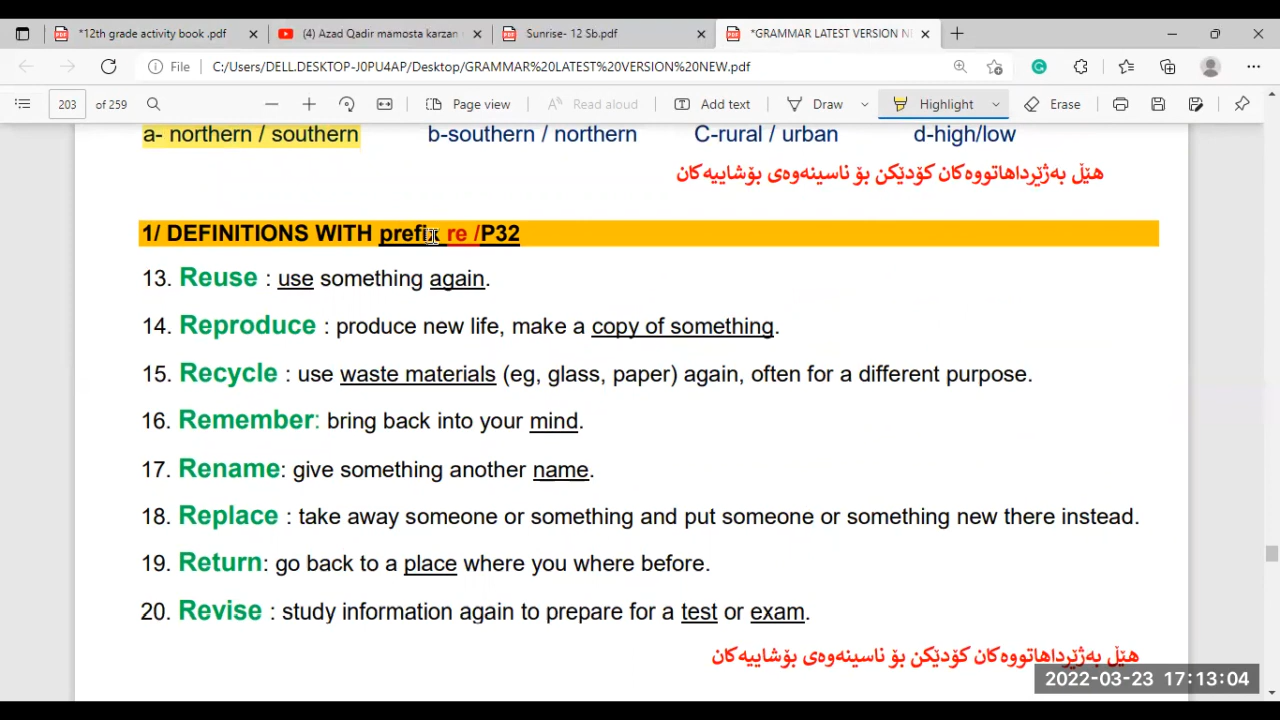 *12th grade activity book .pdf
(4) Azad Qadir mamosta karzan
Sunrise- 12 Sb.pdf
*GRAMMAR LATEST VERSION NE
File C:/Users/DELL.DESKTOP-J0PU4AP/Desktop/GRAMMAR%20LATEST%20VERSION%20NEW.pdf
203 of 259 Page view Read aloud Add text Draw Highlight Erase
a- northern / southern b-southern / northern C-rural / urban d-high/low
هێڵ بەژێرداهاتووەکان کۆدێکن بۆ ناسینەوەی بۆشاییەکان
1/ DEFINITIONS WITH prefix re /P32
13. Reuse : use something again.
14. Reproduce : produce new life, make a copy of something.
15. Recycle : use waste materials (eg, glass, paper) again, often for a different purpose.
16. Remember: bring back into your mind.
17. Rename: give something another name.
18. Replace : take away someone or something and put someone or something new there instead.
19. Return: go back to a place where you where before.
20. Revise : study information again to prepare for a test or exam.
هێڵ بەژێرداهاتووەکان کۆدێکن بۆ ناسینەوەی بۆشاییەکان
2022-03-23 17:13:04